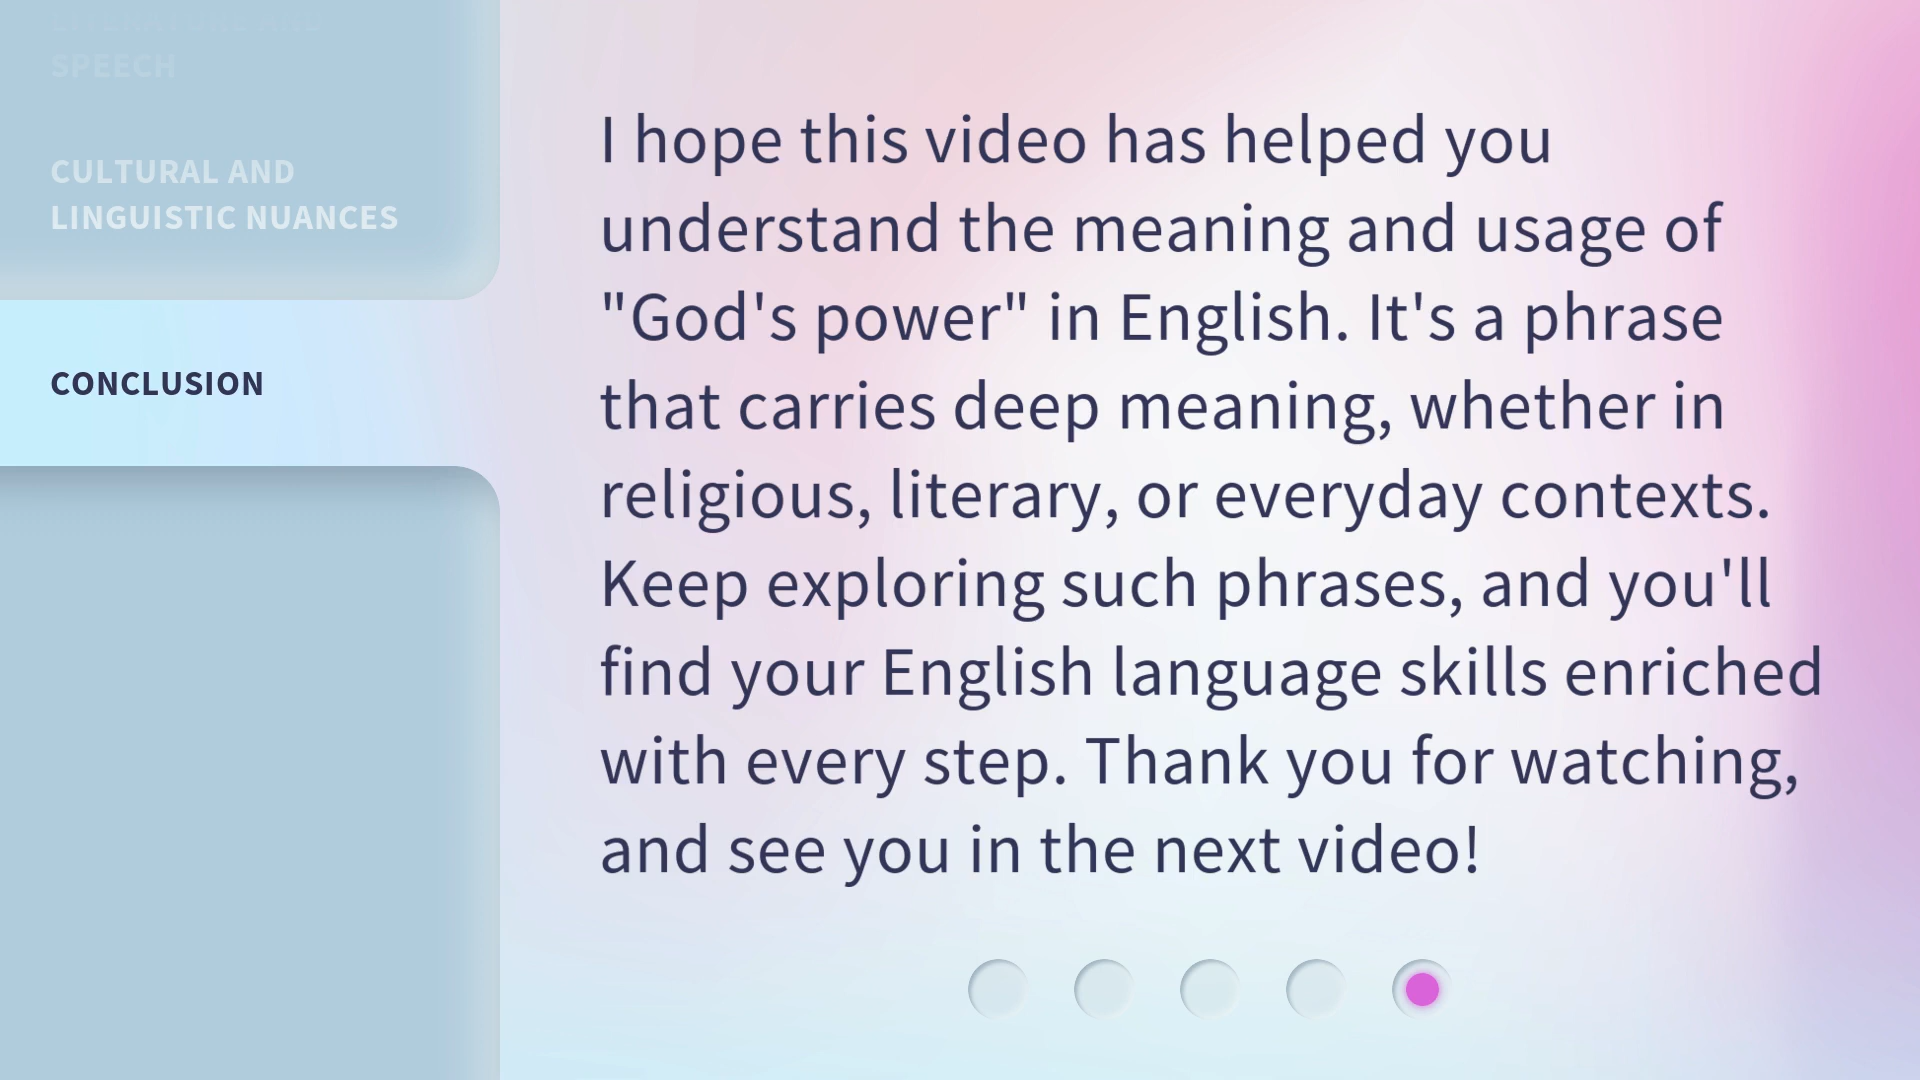 SPEECH
CULTURAL AND
LINGUISTIC NUANCES
CONCLUSION
I hope this video has helped you
understand the meaning and usage of
"God's power" in English. It's a phrase
that carries deep meaning, whether in
religious, literary, or everyday contexts.
Keep exploring such phrases, and you'll
find your English language skills enriched
with every step. Thank you for watching,
and see you in the next video!